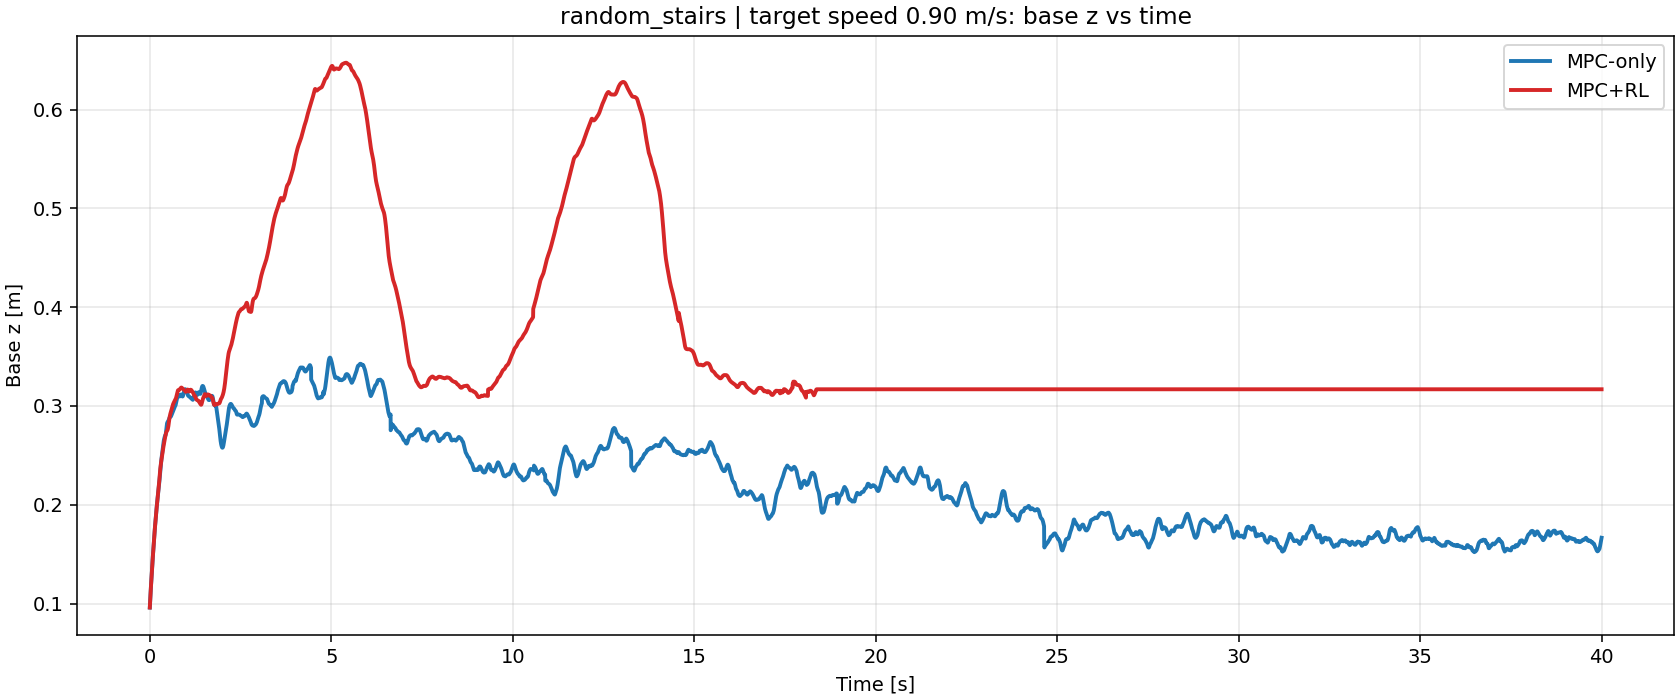 random_stairs | target speed 0.90 m/s: base z vs time
MPC-only
MPC+RL
Base z [m]
0.6
0.5
0.4
0.3
0.2
0.1
0 5 10 15 20 25 30 35 40
Time [s]